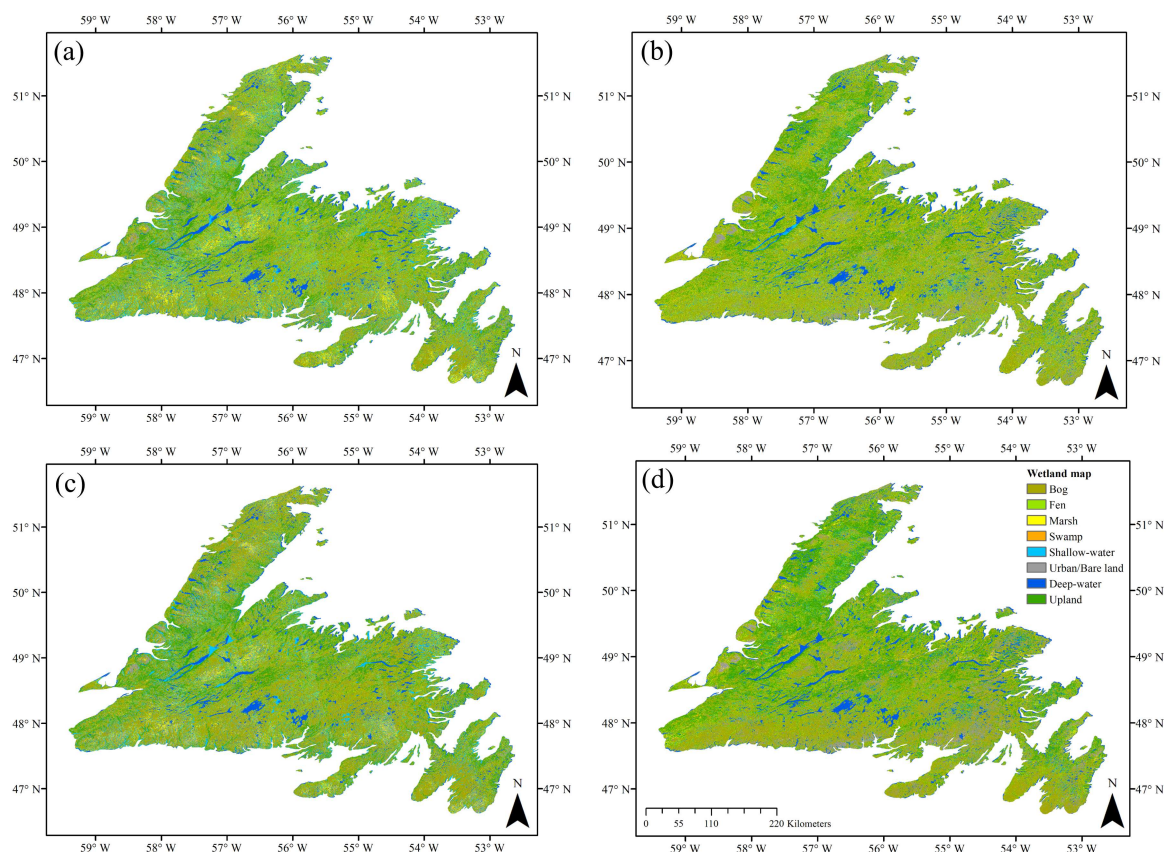 59° W 58° W 57° W 56° W 55° W 54° W 53° W
(a)
51° N
50° N
49° N
48° N
47° N
N
59° W 58° W 57° W 56° W 55° W 54° W 53° W
59° W 58° W 57° W 56° W 55° W 54° W 53° W
(b)
51° N
50° N
49° N
48° N
47° N
N
59° W 58° W 57° W 56° W 55° W 54° W 53° W
59° W 58° W 57° W 56° W 55° W 54° W 53° W
(c)
51° N
50° N
49° N
48° N
47° N
N
59° W 58° W 57° W 56° W 55° W 54° W 53° W
59° W 58° W 57° W 56° W 55° W 54° W 53° W
(d)
Wetland map
Bog
Fen
Marsh
Swamp
Shallow-water
Urban/Bare land
Deep-water
Upland
51° N
50° N
49° N
48° N
47° N
N
0 55 110 220 Kilometers
59° W 58° W 57° W 56° W 55° W 54° W 53° W